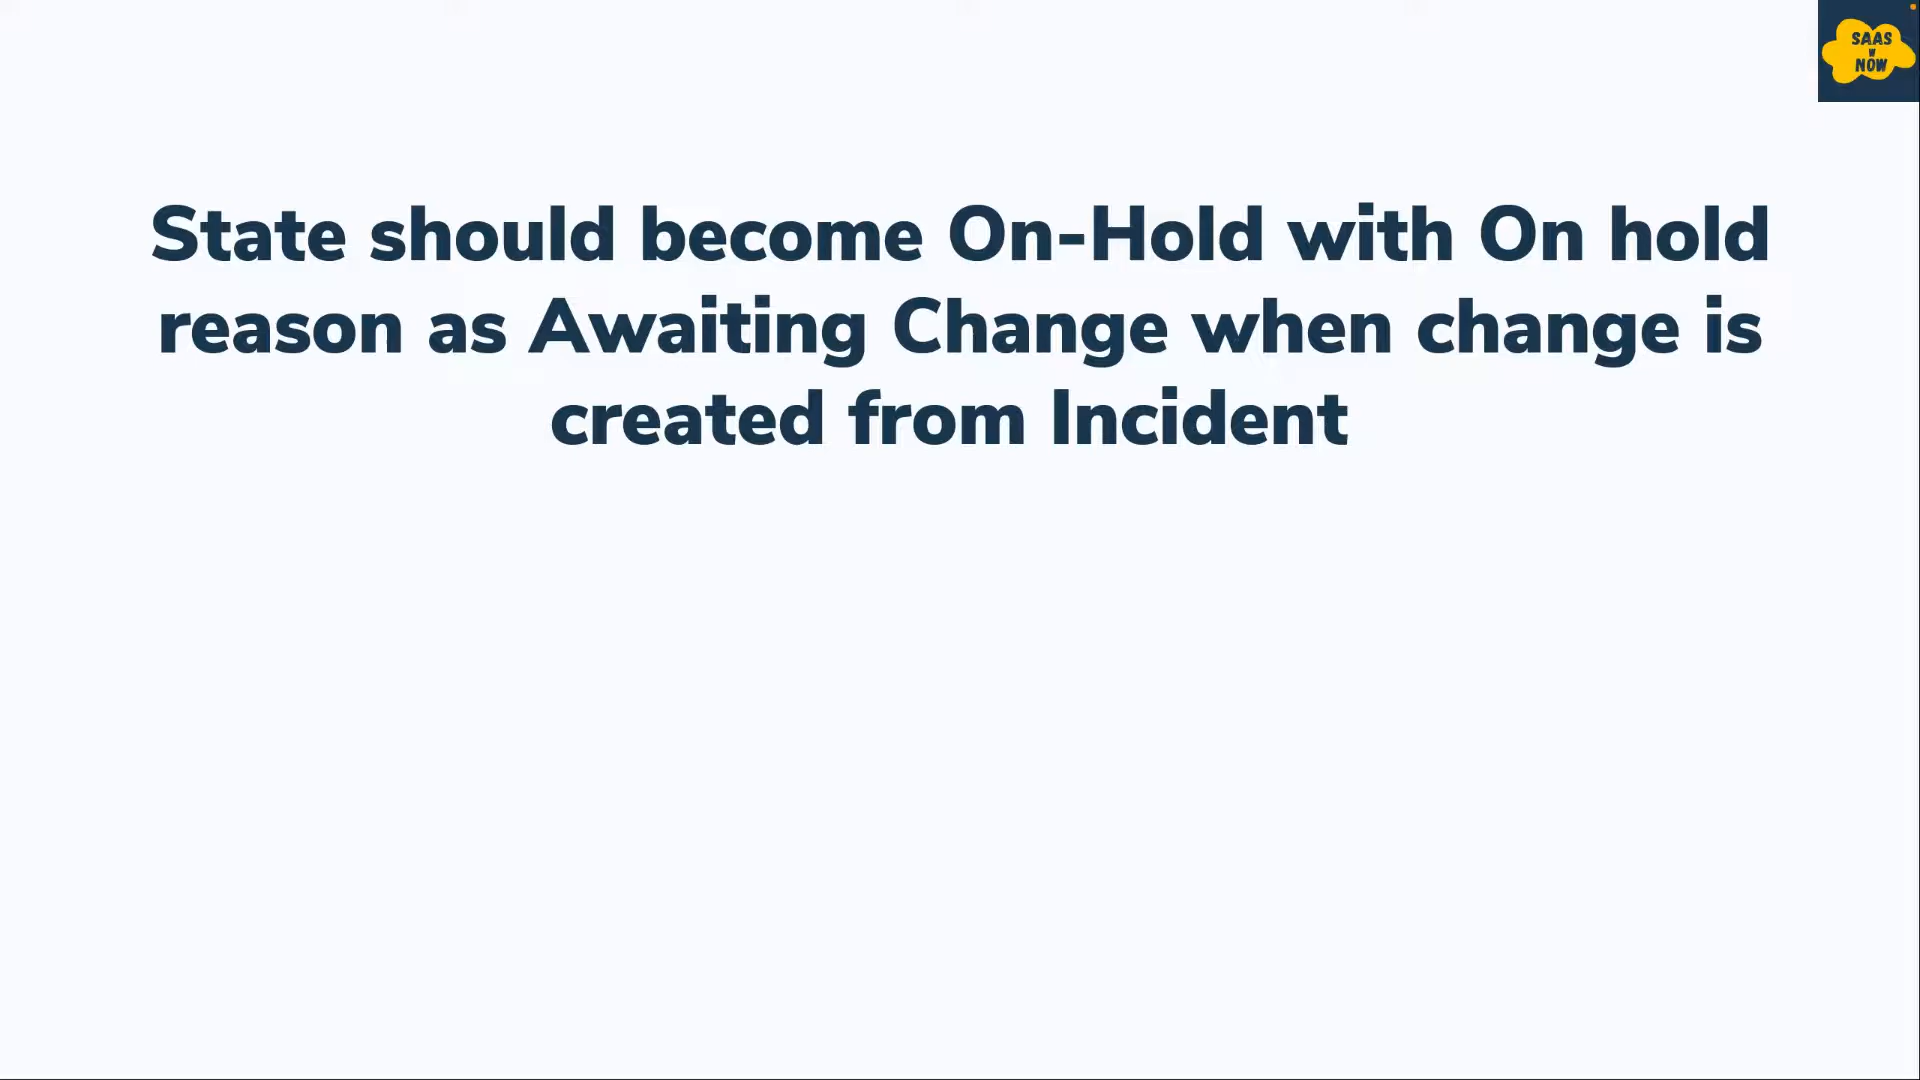 SAAS
W
NOW
State should become On-Hold with On hold
reason as Awaiting Change when change is
created from Incident